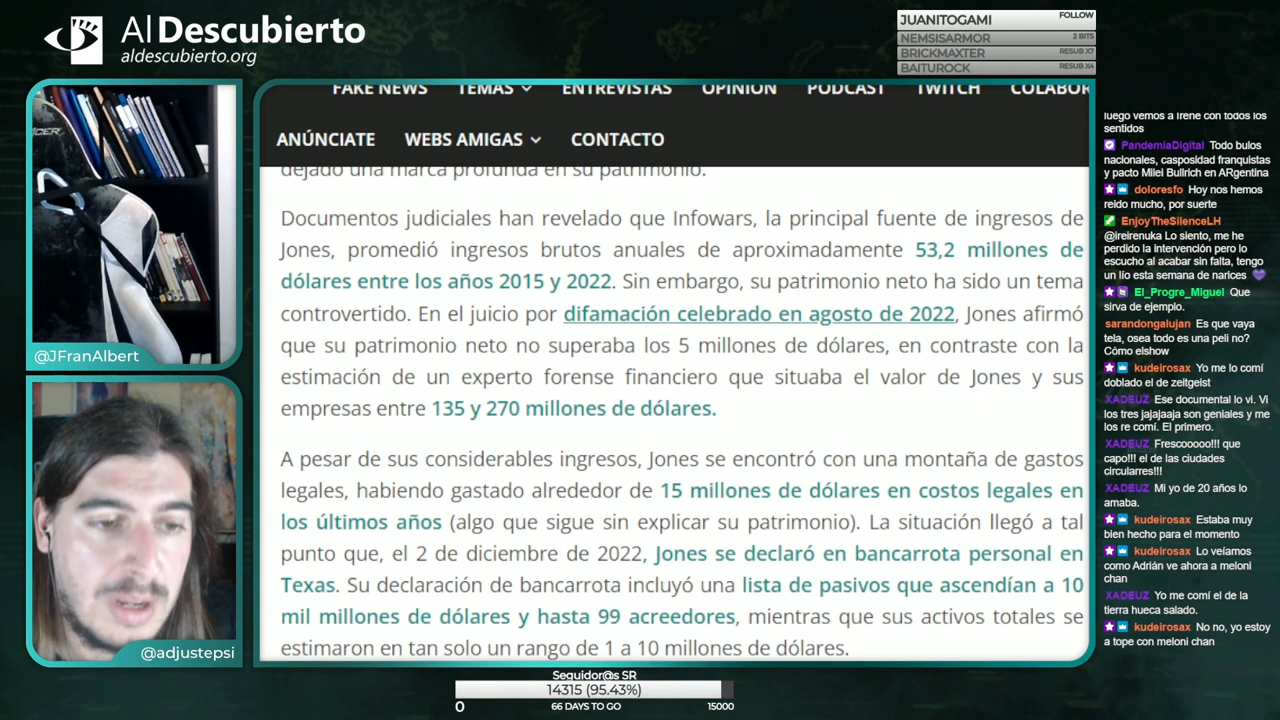 Al Descubierto
aldescubierto.org
JUANITOGAMI FOLLOW
NEMSISARMOR 2 BITS
BRICKMAXTER RESUB X7
BAITUROCK RESUB X4
FAKE NEWS TEMAS ENTREVISTAS OPINIÓN PODCAST TWITCH COLABOR
ANÚNCIATE WEBS AMIGAS CONTACTO
dejado una marca profunda en su patrimonio.
Documentos judiciales han revelado que Infowars, la principal fuente de ingresos de
Jones, promedió ingresos brutos anuales de aproximadamente 53,2 millones de
dólares entre los años 2015 y 2022. Sin embargo, su patrimonio neto ha sido un tema
controvertido. En el juicio por difamación celebrado en agosto de 2022, Jones afirmó
que su patrimonio neto no superaba los 5 millones de dólares, en contraste con la
estimación de un experto forense financiero que situaba el valor de Jones y sus
empresas entre 135 y 270 millones de dólares.
A pesar de sus considerables ingresos, Jones se encontró con una montaña de gastos
legales, habiendo gastado alrededor de 15 millones de dólares en costos legales en
los últimos años (algo que sigue sin explicar su patrimonio). La situación llegó a tal
punto que, el 2 de diciembre de 2022, Jones se declaró en bancarrota personal en
Texas. Su declaración de bancarrota incluyó una lista de pasivos que ascendían a 10
mil millones de dólares y hasta 99 acreedores, mientras que sus activos totales se
estimaron en tan solo un rango de 1 a 10 millones de dólares.
@JFranAlbert
@adjustepsi
luego vemos a Irene con todos los
sentidos
PandemiaDigital Todo bulos
nacionales, casposidad franquistas
y pacto Milei Bullrich en ARgentina
doloresfo Hoy nos hemos
reido mucho, por suerte
EnjoyTheSilenceLH
@ireirenuka Lo siento, me he
perdido la intervención pero lo
escucho al acabar sin falta, tengo
un lío esta semana de narices
El_Progre_Miguel Que
sirva de ejemplo.
sarandongalujan Es que vaya
tela, osea todo es una peli no?
Cómo elshow
kudeirosax Yo me lo comí
doblado el de zeitgeist
XADEUZ Ese documental lo vi. Vi
los tres jajajaaja son geniales y me
los re comí. El primero.
XADEUZ Frescooooo!!! que
capo!!! el de las ciudades
circularres!!!
XADEUZ Mi yo de 20 años lo
amaba.
kudeirosax Estaba muy
bien hecho para el momento
kudeirosax Lo veíamos
como Adrián ve ahora a meloni
chan
XADEUZ Yo me comí el de la
tierra hueca salado.
kudeirosax No no, yo estoy
a tope con meloni chan
Seguidor@s SR
14315 (95.43%)
0 66 DAYS TO GO 15000